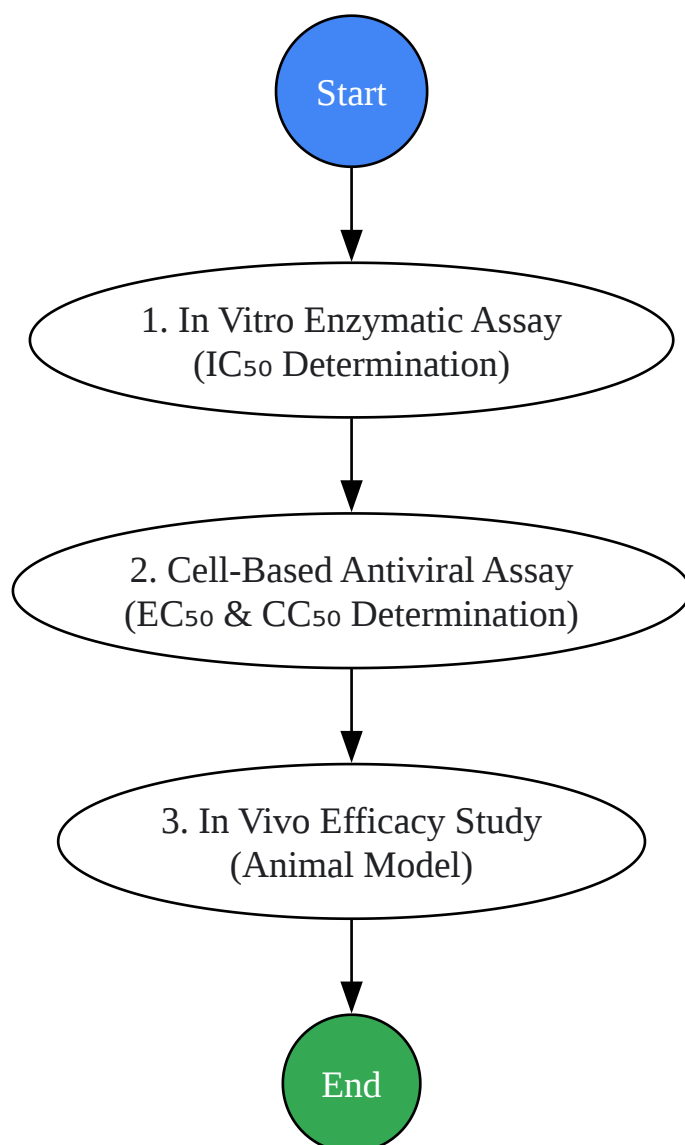 Start
1. In Vitro Enzymatic Assay
(IC₅₀ Determination)
2. Cell-Based Antiviral Assay
(EC₅₀ & CC₅₀ Determination)
3. In Vivo Efficacy Study
(Animal Model)
End